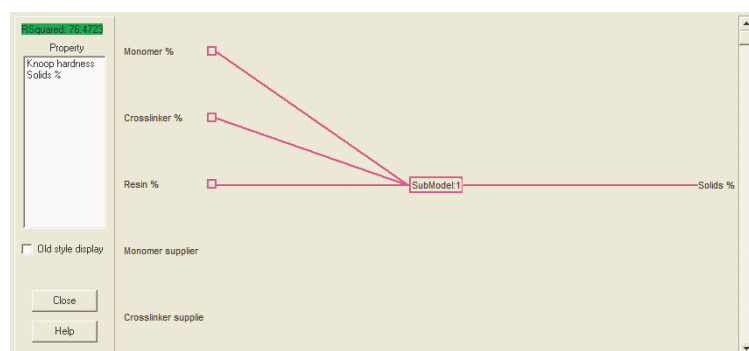 RSquared: 76.4723
Property
Knoop hardness
Solids %
Old style display
Close
Help
Monomer %
Crosslinker %
Resin %
SubModel:1
Solids %
Monomer supplier
Crosslinker supplie